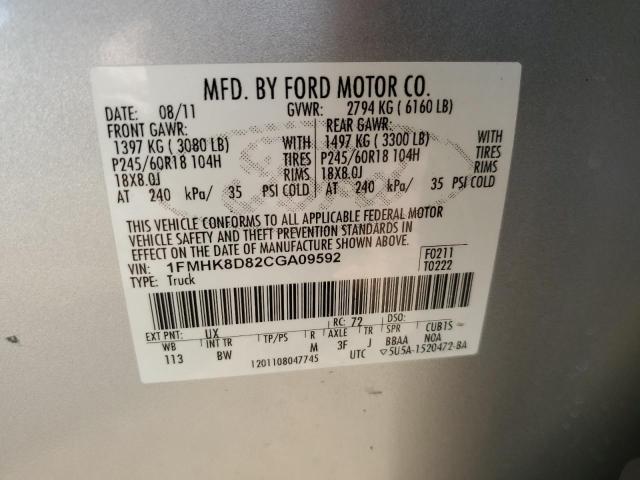 MFD. BY FORD MOTOR CO.
DATE: 08/11 GVWR: 2794 KG ( 6160 LB)
FRONT GAWR: REAR GAWR:
1397 KG ( 3080 LB) WITH 1497 KG ( 3300 LB) WITH
P245/60R18 104H TIRES P245/60R18 104H TIRES
18X8.0J RIMS 18X8.0J RIMS
AT 240 kPa/ 35 PSI COLD AT 240 kPa/ 35 PSI COLD
THIS VEHICLE CONFORMS TO ALL APPLICABLE FEDERAL MOTOR
VEHICLE SAFETY AND THEFT PREVENTION STANDARDS IN
EFFECT ON THE DATE OF MANUFACTURE SHOWN ABOVE.
VIN: 1FMHK8D82CGA09592 F0211
TYPE: Truck T0222
EXT PNT: UX RC: 72 DSO:
WB INT TR TP/PS R AXLE TR SPR CUB1S
113 BW M 3F J BBAA NOA
1201108047745 UTC ▽5U5A-1520472-BA